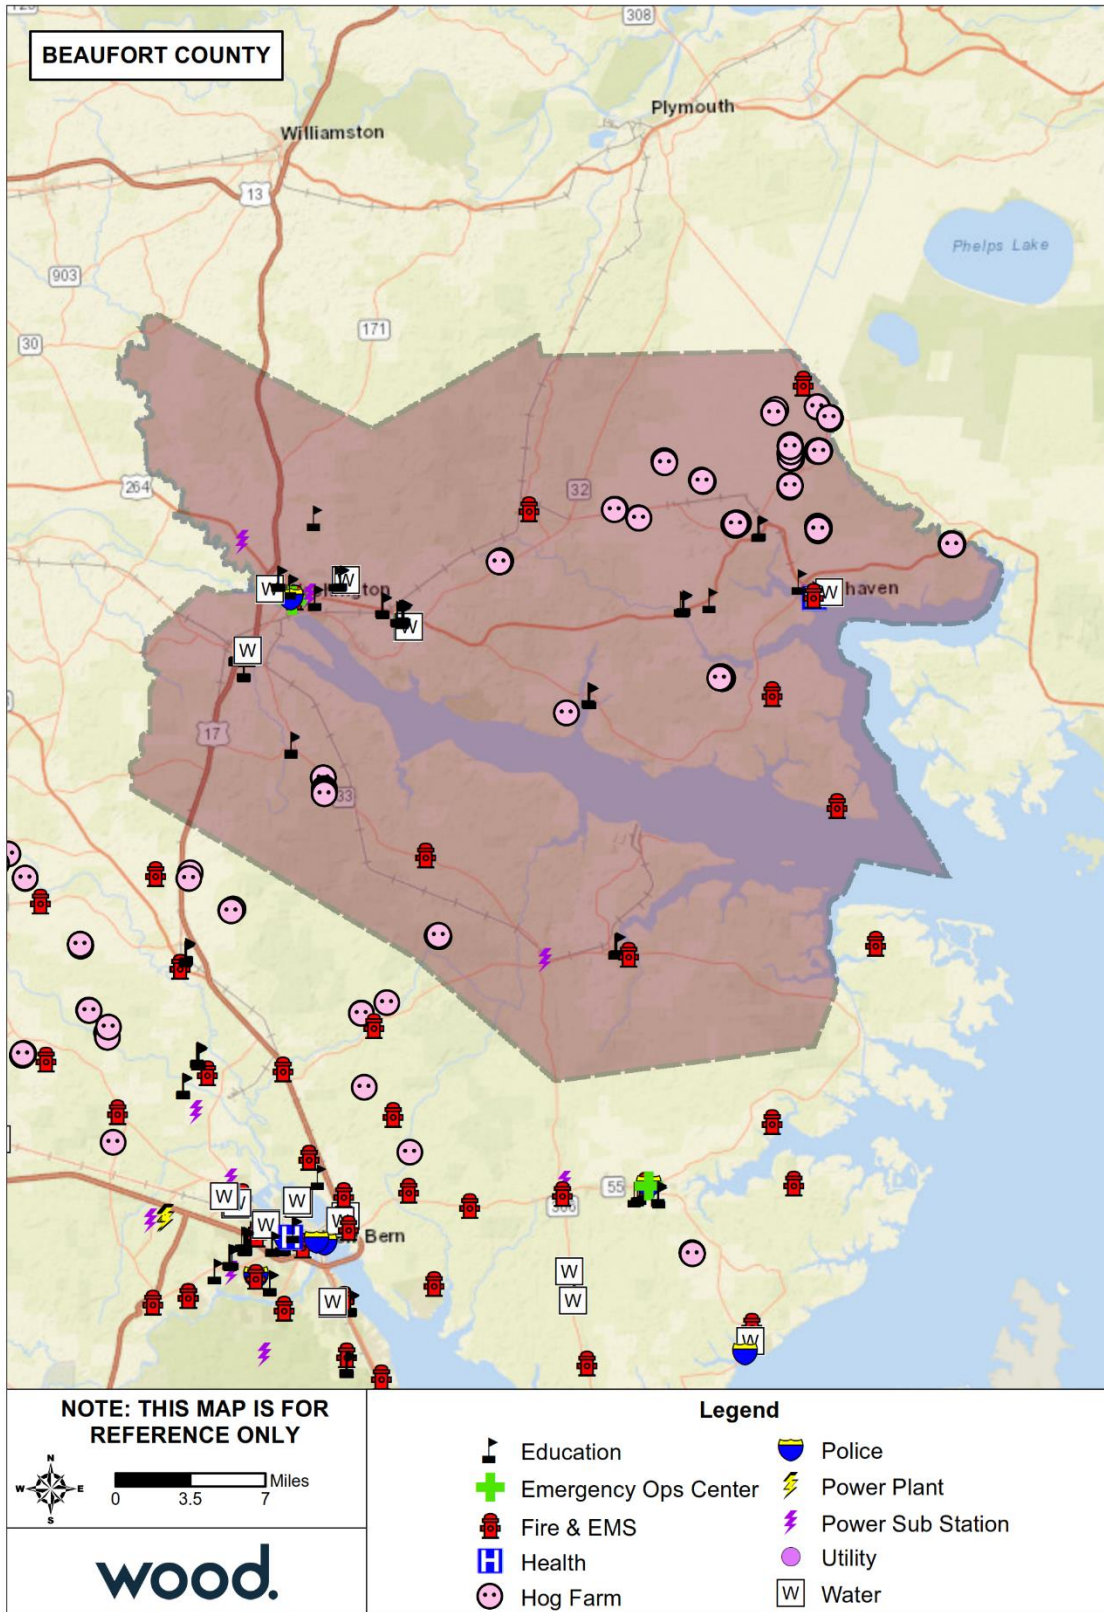 BEAUFORT COUNTY
308
Plymouth
Williamston
13
Phelps Lake
903
171
30
264
32
W
W
haven
W
W
W
17
33
55
306
W
W
W
W
W
Bern
W
W
W
W
NOTE: THIS MAP IS FOR
REFERENCE ONLY
N
W
E
S
Miles
0
3.5
7
wood.
Legend
Education
Emergency Ops Center
Fire & EMS
H
Health
Hog Farm
Police
Power Plant
Power Sub Station
Utility
W
Water